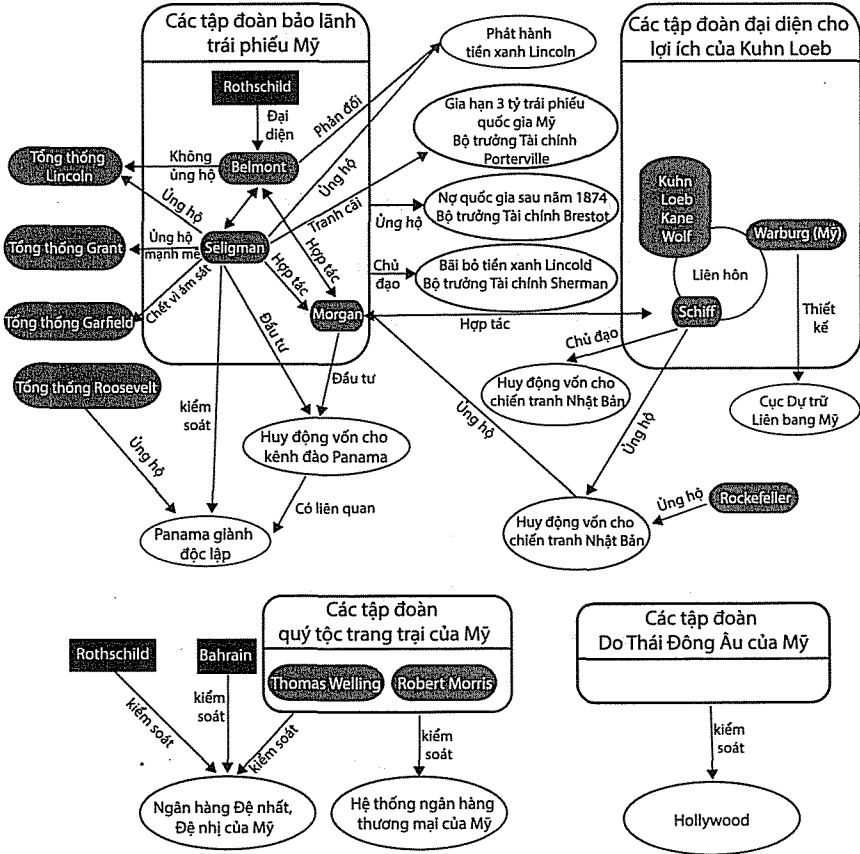 Các tập đoàn bảo lãnh
trái phiếu Mỹ
Rothschild
Đại
diện
Belmont
Không
ủng hộ
Tổng thống
Lincoln
Ủng hộ
Seligman
Ủng hộ
mạnh mẽ
Tổng thống Grant
Chết vì ám sát
Tổng thống Garfield
Hợp tác
Hợp tác
Morgan
Phản đối
Ủng hộ
Tranh cãi
Ủng hộ
Chủ
đạo
Phát hành
tiền xanh Lincoln
Gia hạn 3 tỷ trái phiếu
quốc gia Mỹ
Bộ trưởng Tài chính
Porterville
Nợ quốc gia sau năm 1874
Bộ trưởng Tài chính Brestot
Bãi bỏ tiền xanh Lincold
Bộ trưởng Tài chính Sherman
Các tập đoàn đại diện cho
lợi ích của Kuhn Loeb
Kuhn
Loeb
Kane
Wolf
Warburg (Mỹ)
Liên hôn
Schiff
Thiết
kế
Hợp tác
Chủ đạo
Huy động vốn cho
chiến tranh Nhật Bản
Cục Dự trữ
Liên bang Mỹ
Tổng thống Roosevelt
kiểm
soát
Đầu tư
Đầu tư
Ủng hộ
Huy động vốn cho
kênh đào Panama
Có liên quan
Panama giành
độc lập
Ủng hộ
Ủng hộ
Huy động vốn cho
chiến tranh Nhật Bản
Ủng hộ
Rockefeller
Rothschild
Bahrain
Các tập đoàn
quý tộc trang trại của Mỹ
Thomas Welling
Robert Morris
kiểm soát
kiểm
soát
kiểm soát
kiểm
soát
Ngân hàng Đệ nhất,
Đệ nhị của Mỹ
Hệ thống ngân hàng
thương mại của Mỹ
Các tập đoàn
Do Thái Đông Âu của Mỹ
kiểm
soát
Hollywood